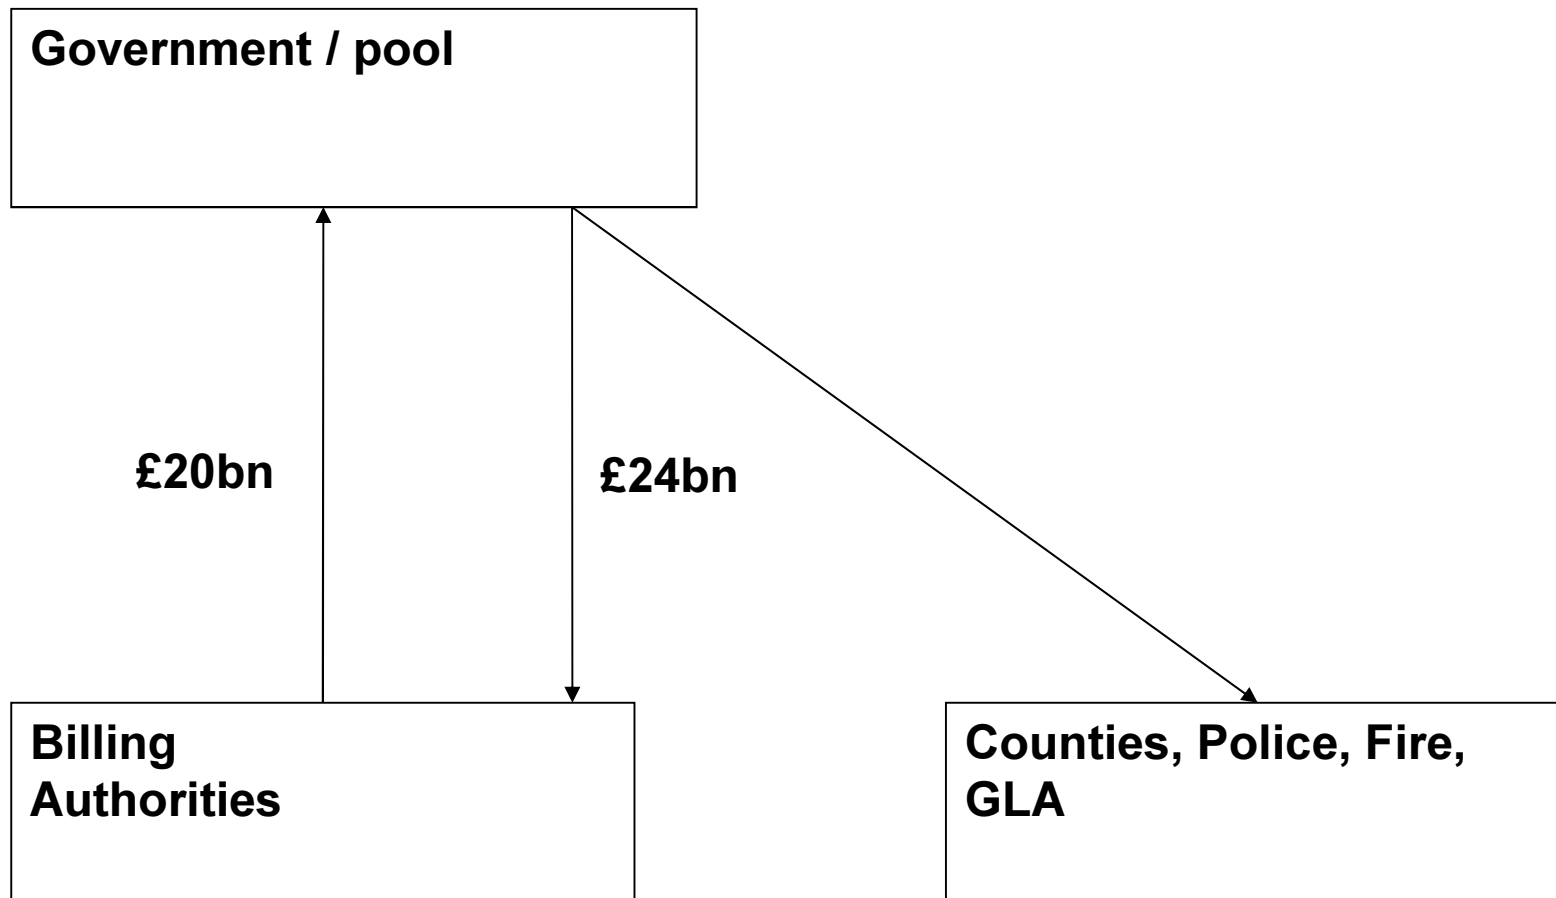 Government / pool
£20bn
£24bn
Billing
Authorities
Counties, Police, Fire,
GLA